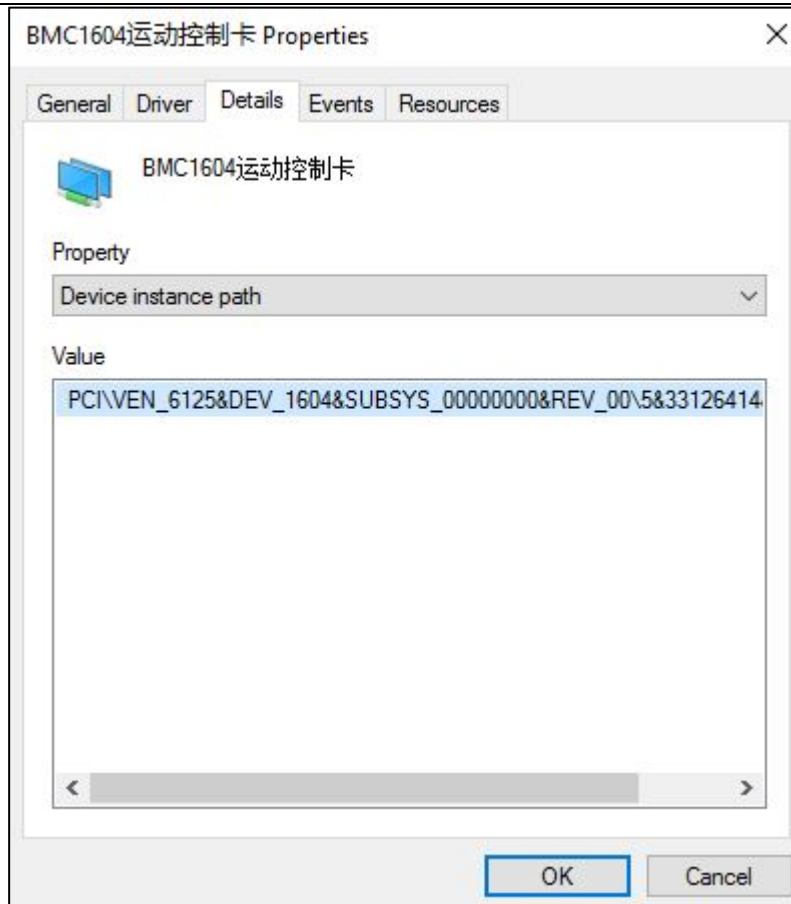 BMC1604运动控制卡 Properties
General Driver Details Events Resources
BMC1604运动控制卡
Property
Device instance path
Value
PCI\VEN_6125&DEV_1604&SUBSYS_00000000&REV_00\5&33126414
OK Cancel